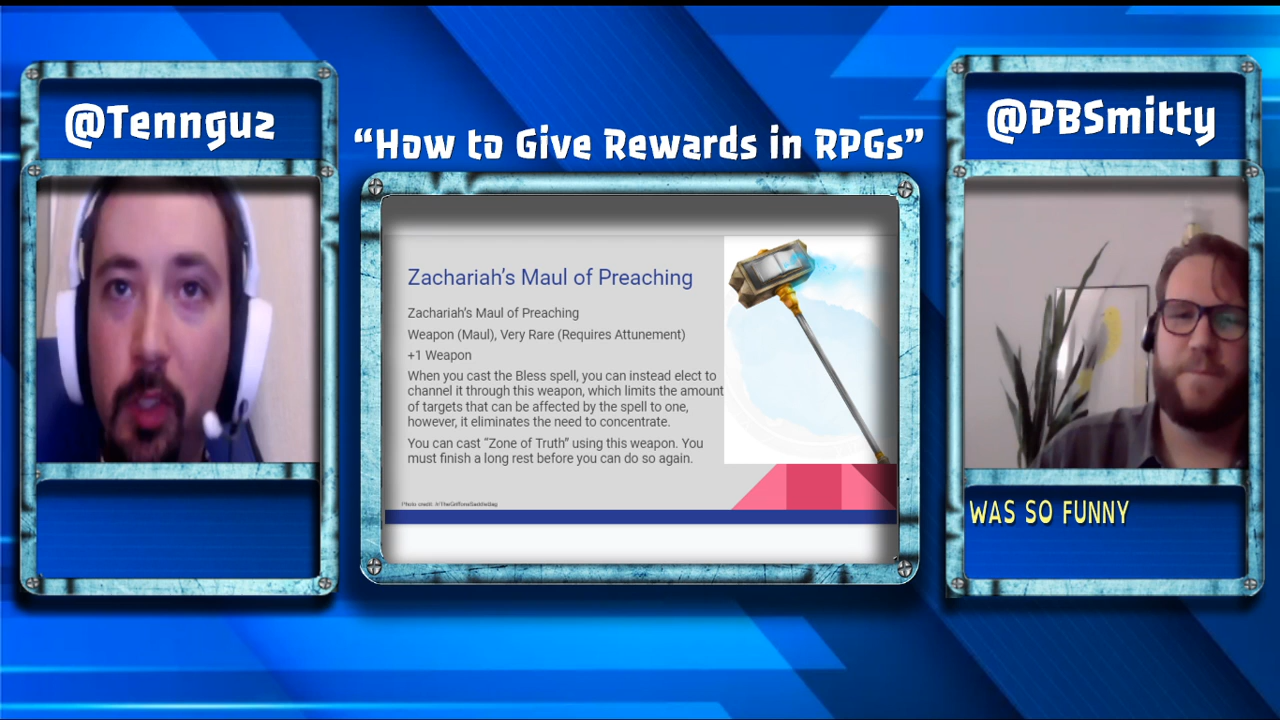 @Tennguz
“How to Give Rewards in RPGs”
@PBSmitty
Zachariah’s Maul of Preaching
Zachariah’s Maul of Preaching
Weapon (Maul), Very Rare (Requires Attunement)
+1 Weapon
When you cast the Bless spell, you can instead elect to
channel it through this weapon, which limits the amount
of targets that can be affected by the spell to one,
however, it eliminates the need to concentrate.
You can cast “Zone of Truth” using this weapon. You
must finish a long rest before you can do so again.
Photo credit: @TheGriffonsSaddlebag
WAS SO FUNNY